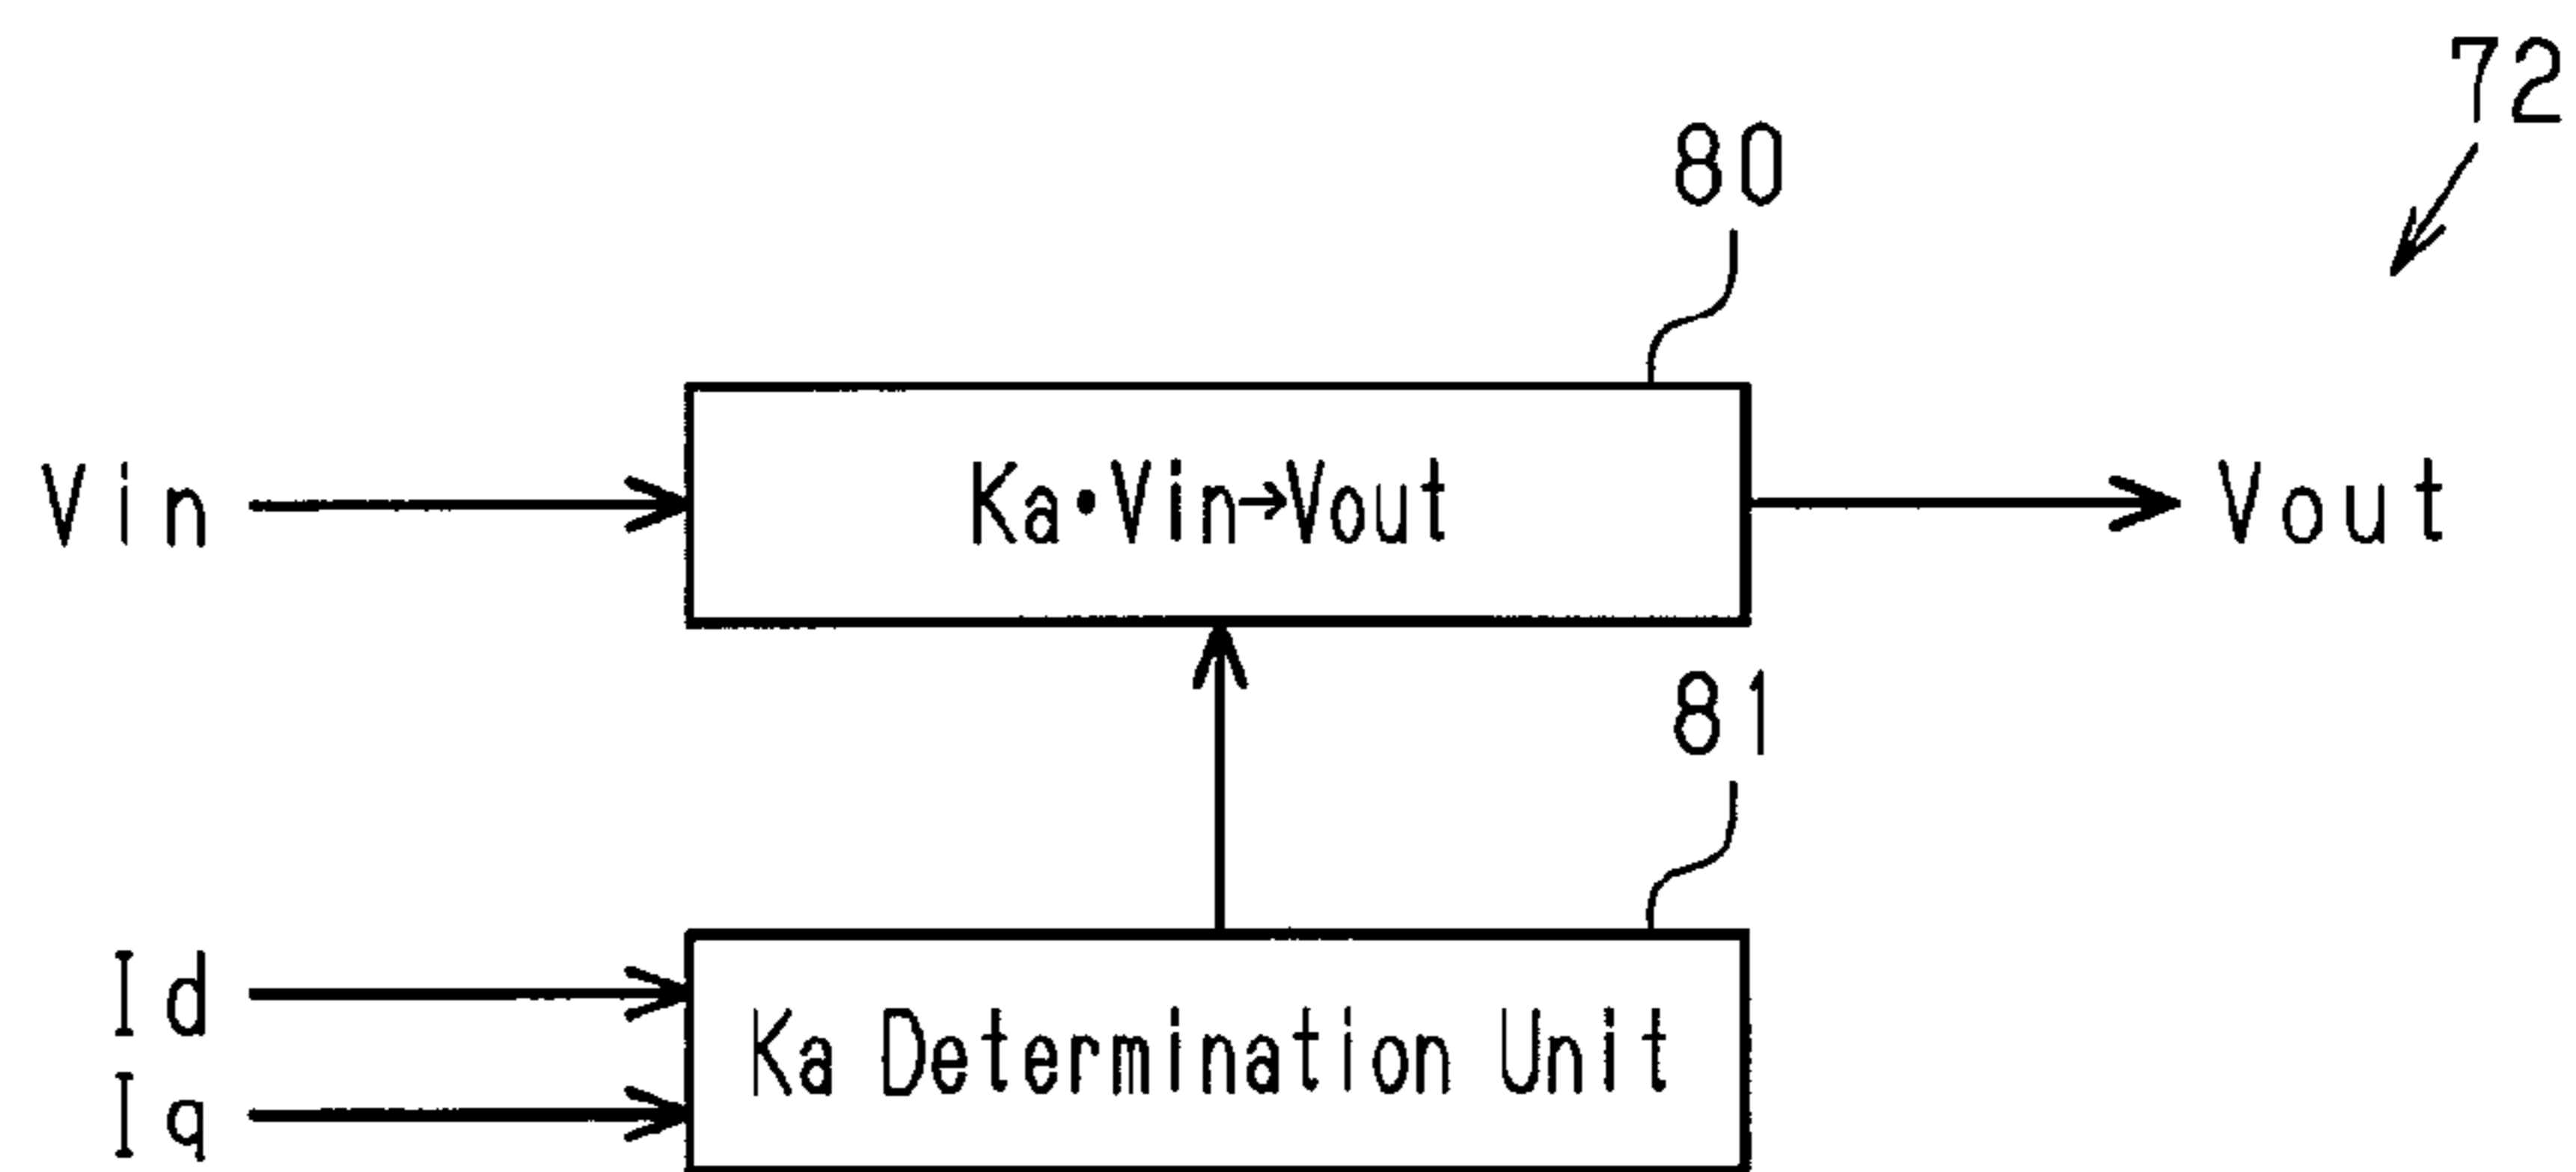 72
80
Vin
Ka•Vin→Vout
Vout
81
Id
Ka Determination Unit
Iq